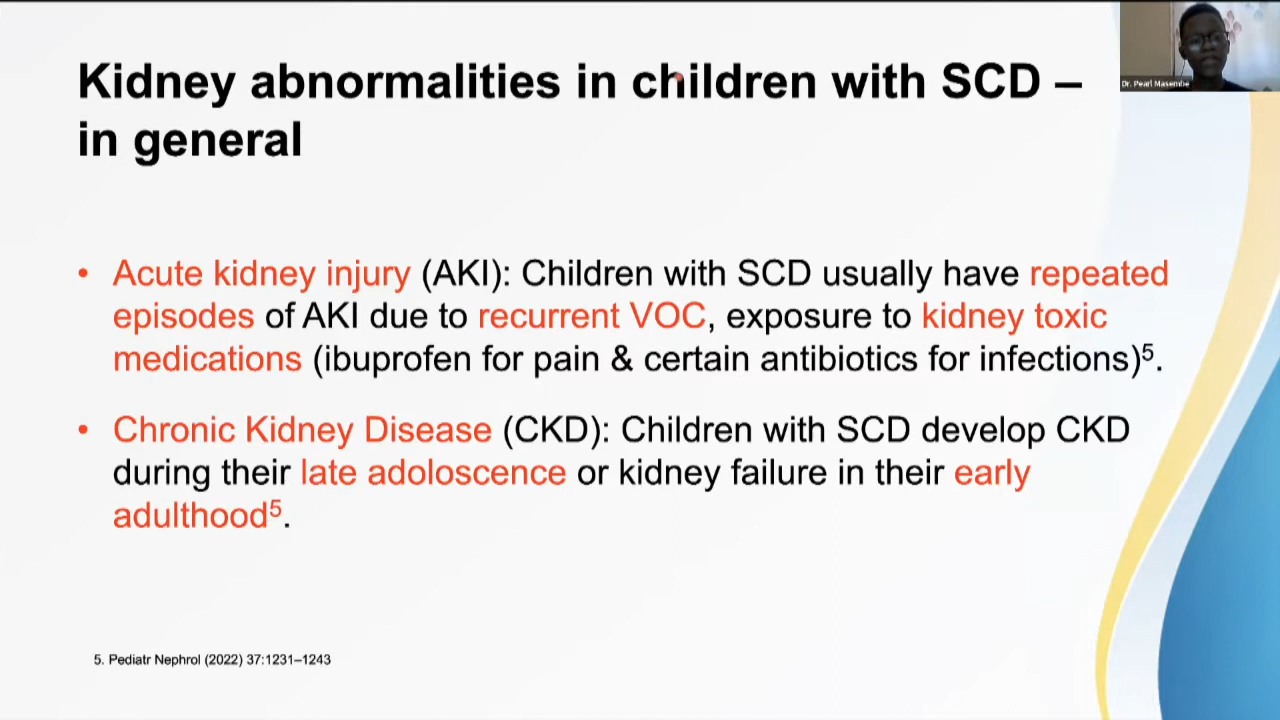 Kidney abnormalities in children with SCD –
in general
Dr. Pearl Masembe
• Acute kidney injury (AKI): Children with SCD usually have repeated
episodes of AKI due to recurrent VOC, exposure to kidney toxic
medications (ibuprofen for pain & certain antibiotics for infections)⁵.
• Chronic Kidney Disease (CKD): Children with SCD develop CKD
during their late adoloscence or kidney failure in their early
adulthood⁵.
5. Pediatr Nephrol (2022) 37:1231–1243